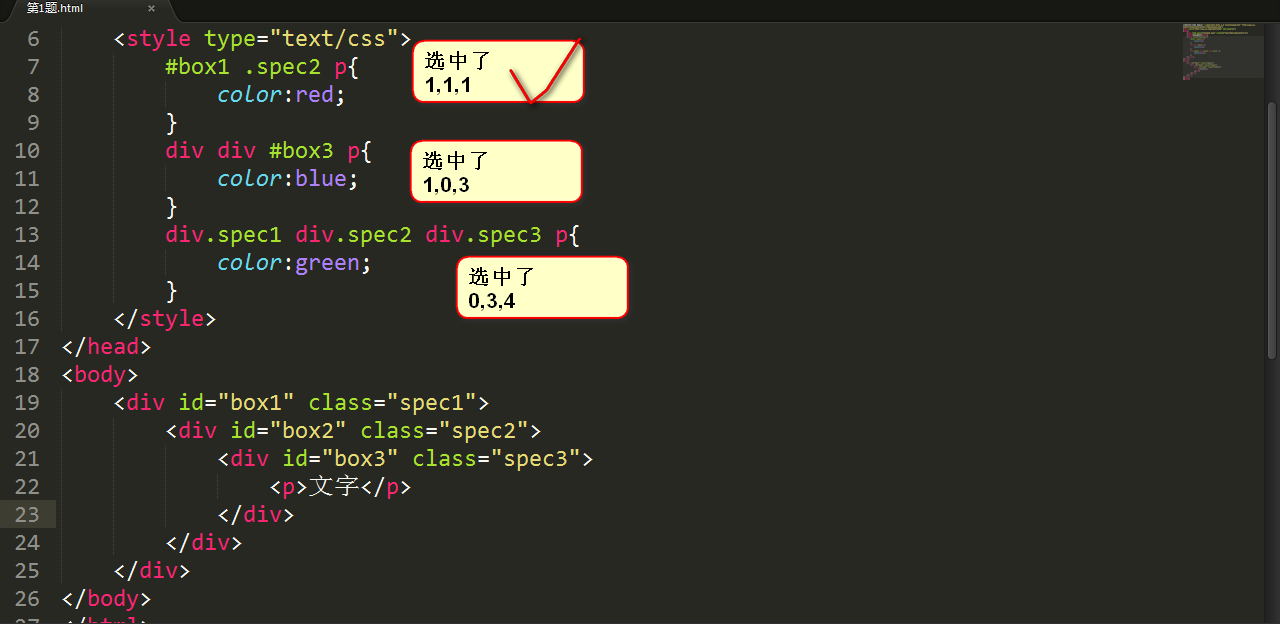 第1题.html ×
6 <style type="text/css">
选中了
7 #box1 .spec2 p{
1,1,1
8 color:red;
9 }
10 div div #box3 p{
选中了
11 color:blue;
1,0,3
12 }
13 div.spec1 div.spec2 div.spec3 p{
14 color:green;
选中了
15 }
0,3,4
16 </style>
17 </head>
18 <body>
19 <div id="box1" class="spec1">
20 <div id="box2" class="spec2">
21 <div id="box3" class="spec3">
22 <p>文字</p>
23 </div>
24 </div>
25 </div>
26 </body>
27 </html>